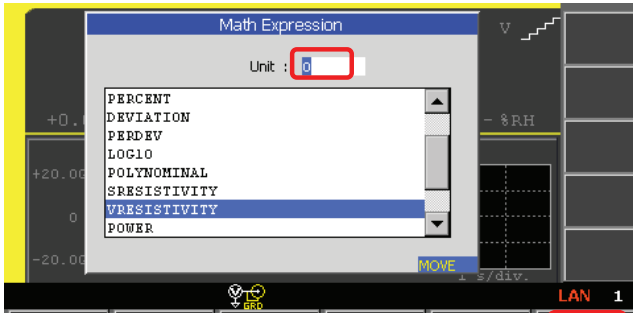 Math Expression
V
Unit : 0
PERCENT
DEVIATION
PERDEV
LOG10
POLYNOMINAL
SRESISTIVITY
VRESISTIVITY
POWER
+0.
- %RH
+20.00
0
-20.00
MOVE
s/div.
GRD
LAN 1